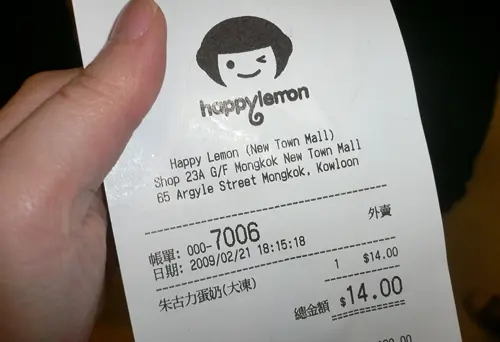 happylemon
Happy Lemon (New Town Mall)
Shop 23A G/F Mongkok New Town Mall
65 Argyle Street Mongkok, Kowloon
外賣
帳單: 000-7006
日期: 2009/02/21 18:15:18
朱古力蛋奶(大凍) 1 $14.00
總金額 $14.00